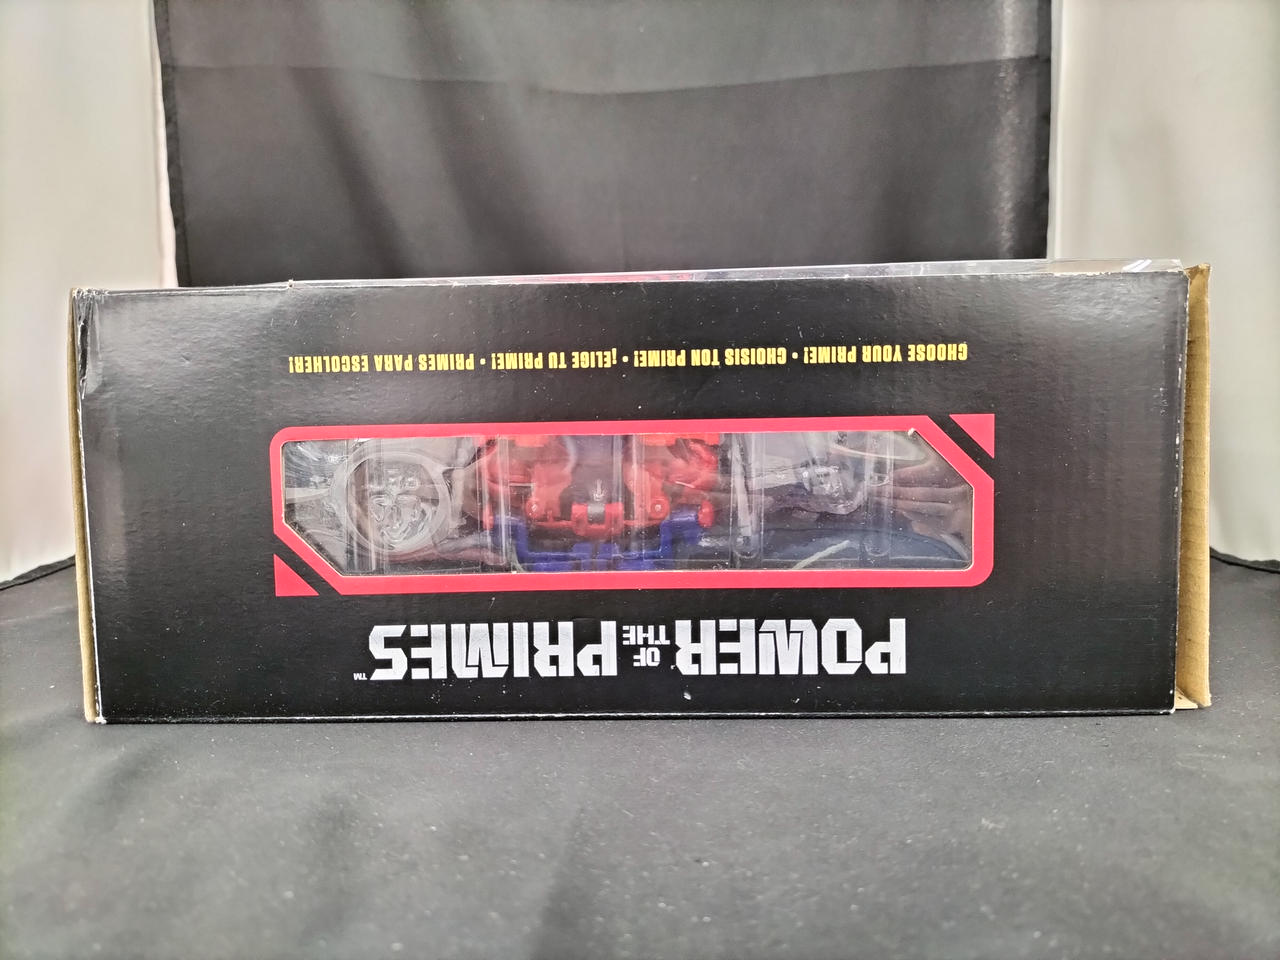 POWER OF THE PRIMES™
CHOOSE YOUR PRIME! • CHOISIS TON PRIME! • ¡ELIGE TU PRIME! • PRIMES PARA ESCOLHER!